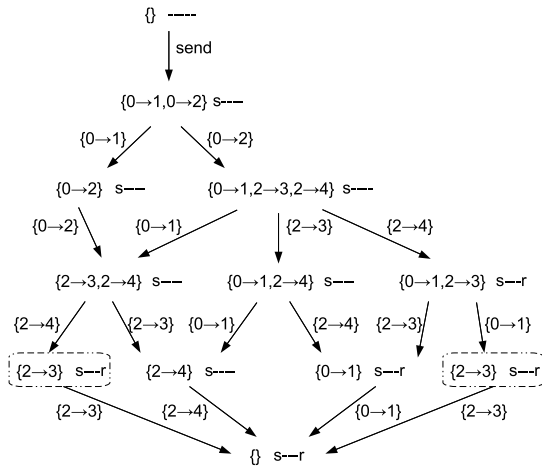 {} -----
send
{0→1,0→2} s----
{0→1} {0→2}
{0→2} s---- {0→1,2→3,2→4} s----
{0→2} {0→1} {2→3} {2→4}
{2→3,2→4} s---- {0→1,2→4} s---- {0→1,2→3} s---r
{2→4} {2→3} {0→1} {2→4} {2→3} {0→1}
{2→3} s---r {2→4} s---- {0→1} s---r {2→3} s---r
{2→3} {2→4} {0→1} {2→3}
{} s---r